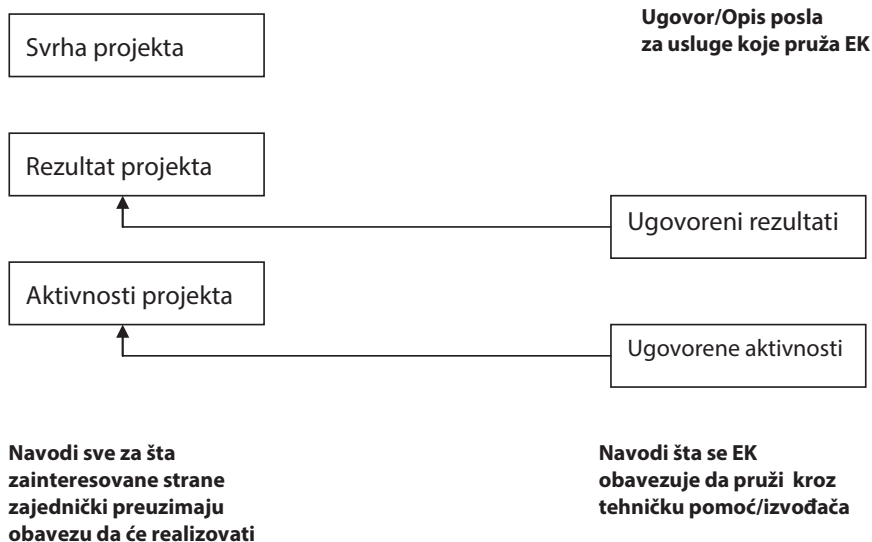 Ugovor/Opis posla
za usluge koje pruža EK
Svrha projekta
Rezultat projekta
Ugovoreni rezultati
Aktivnosti projekta
Ugovorene aktivnosti
Navodi sve za šta
zainteresovane strane
zajednički preuzimaju
obavezu da će realizovati
Navodi šta se EK
obavezuje da pruži kroz
tehničku pomoć/izvođača